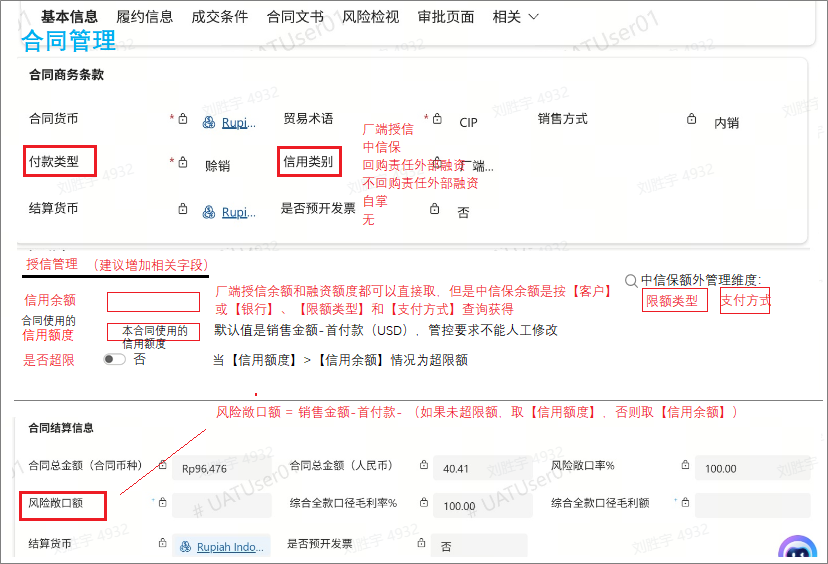 基本信息 履约信息 成交条件 合同文书 风险检视 审批页面 相关
合同管理
合同商务条款
合同货币 * Rupi... 贸易术语 * CIP 销售方式 内销
付款类型 * 赊销 信用类别 厂端...
厂端授信
中信保
回购责任外部融资
不回购责任外部融资
自掌
无
结算货币 Rupi... 是否预开发票 否
授信管理 （建议增加相关字段）
中信保额外管理维度:
限额类型 支付方式
信用余额
厂端授信余额和融资额度都可以直接取，但是中信保余额是按【客户】
或【银行】、【限额类型】和【支付方式】查询获得
合同使用的
信用额度
本合同使用的
信用额度
默认值是销售金额-首付款（USD），管控要求不能人工修改
是否超限 否 当【信用额度】>【信用余额】情况为超限额
风险敞口额 = 销售金额-首付款-（如果未超限额，取【信用额度】，否则取【信用余额】）
合同结算信息
合同总金额（合同币种） Rp96,476 合同总金额（人民币） 40.41 风险敞口率% 100.00
风险敞口额 综合全款口径毛利率% 100.00 综合全款口径毛利额
结算货币 Rupiah Indo... 是否预开发票 否
刘胜宇 4932
# UATUser01